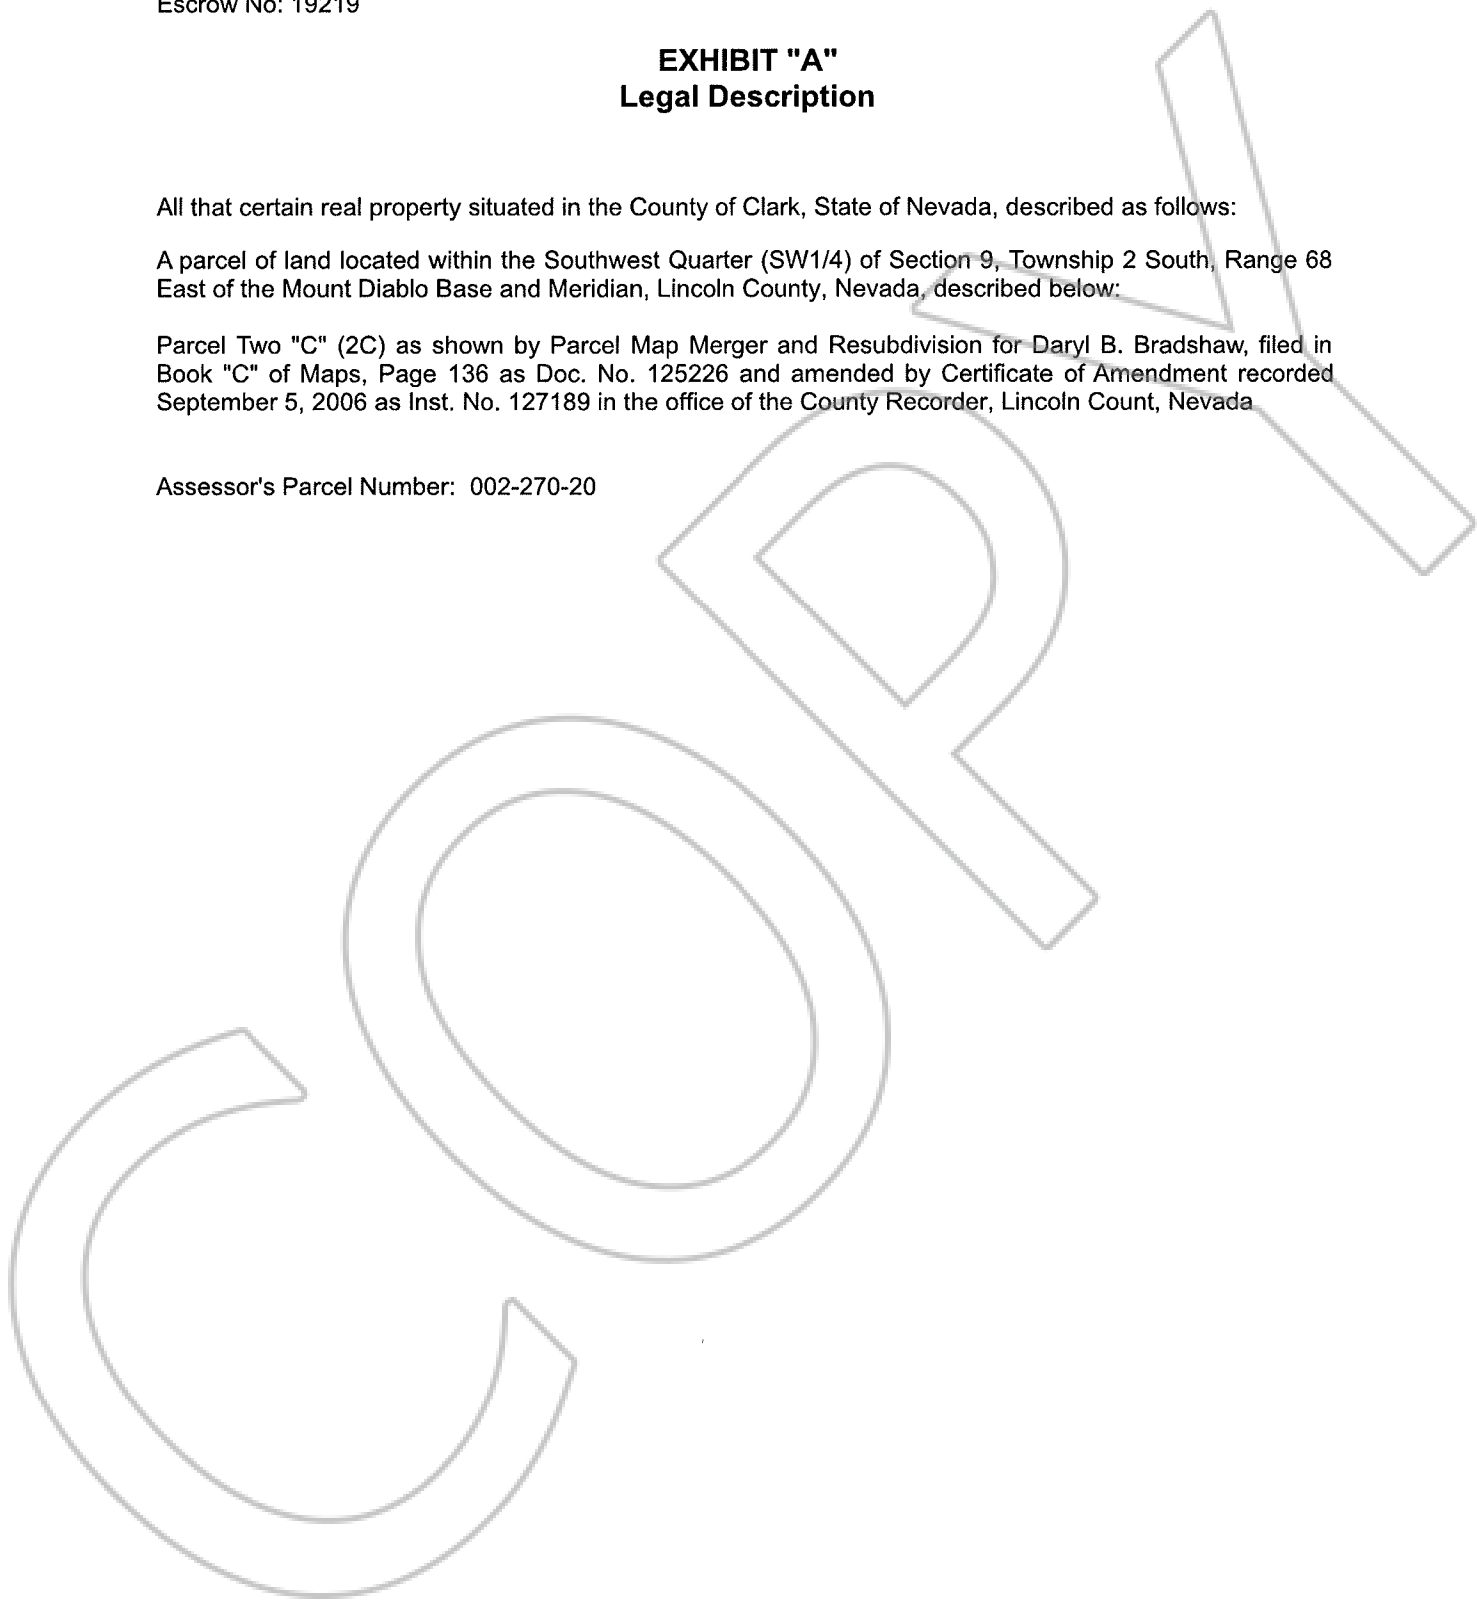 Escrow No: 19219
EXHIBIT "A"
Legal Description
All that certain real property situated in the County of Clark, State of Nevada, described as follows:
A parcel of land located within the Southwest Quarter (SW1/4) of Section 9, Township 2 South, Range 68
East of the Mount Diablo Base and Meridian, Lincoln County, Nevada, described below:
Parcel Two "C" (2C) as shown by Parcel Map Merger and Resubdivision for Daryl B. Bradshaw, filed in
Book "C" of Maps, Page 136 as Doc. No. 125226 and amended by Certificate of Amendment recorded
September 5, 2006 as Inst. No. 127189 in the office of the County Recorder, Lincoln Count, Nevada
Assessor's Parcel Number: 002-270-20
COPY